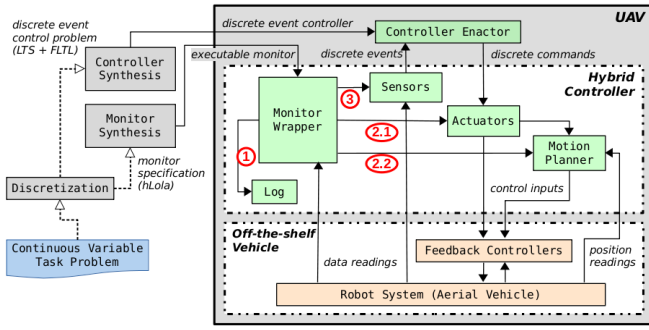 discrete event
control problem
(LTS + FLTL)
discrete event controller
UAV
Controller Enactor
executable monitor
discrete events
discrete commands
Controller
Synthesis
Hybrid
Controller
Sensors
3
Monitor
Wrapper
Monitor
Synthesis
2.1
Actuators
Motion
Planner
1
2.2
monitor
specification
(hLola)
Discretization
Log
control inputs
Continuous Variable
Task Problem
Off-the-shelf
Vehicle
Feedback Controllers
data readings
position
readings
Robot System (Aerial Vehicle)